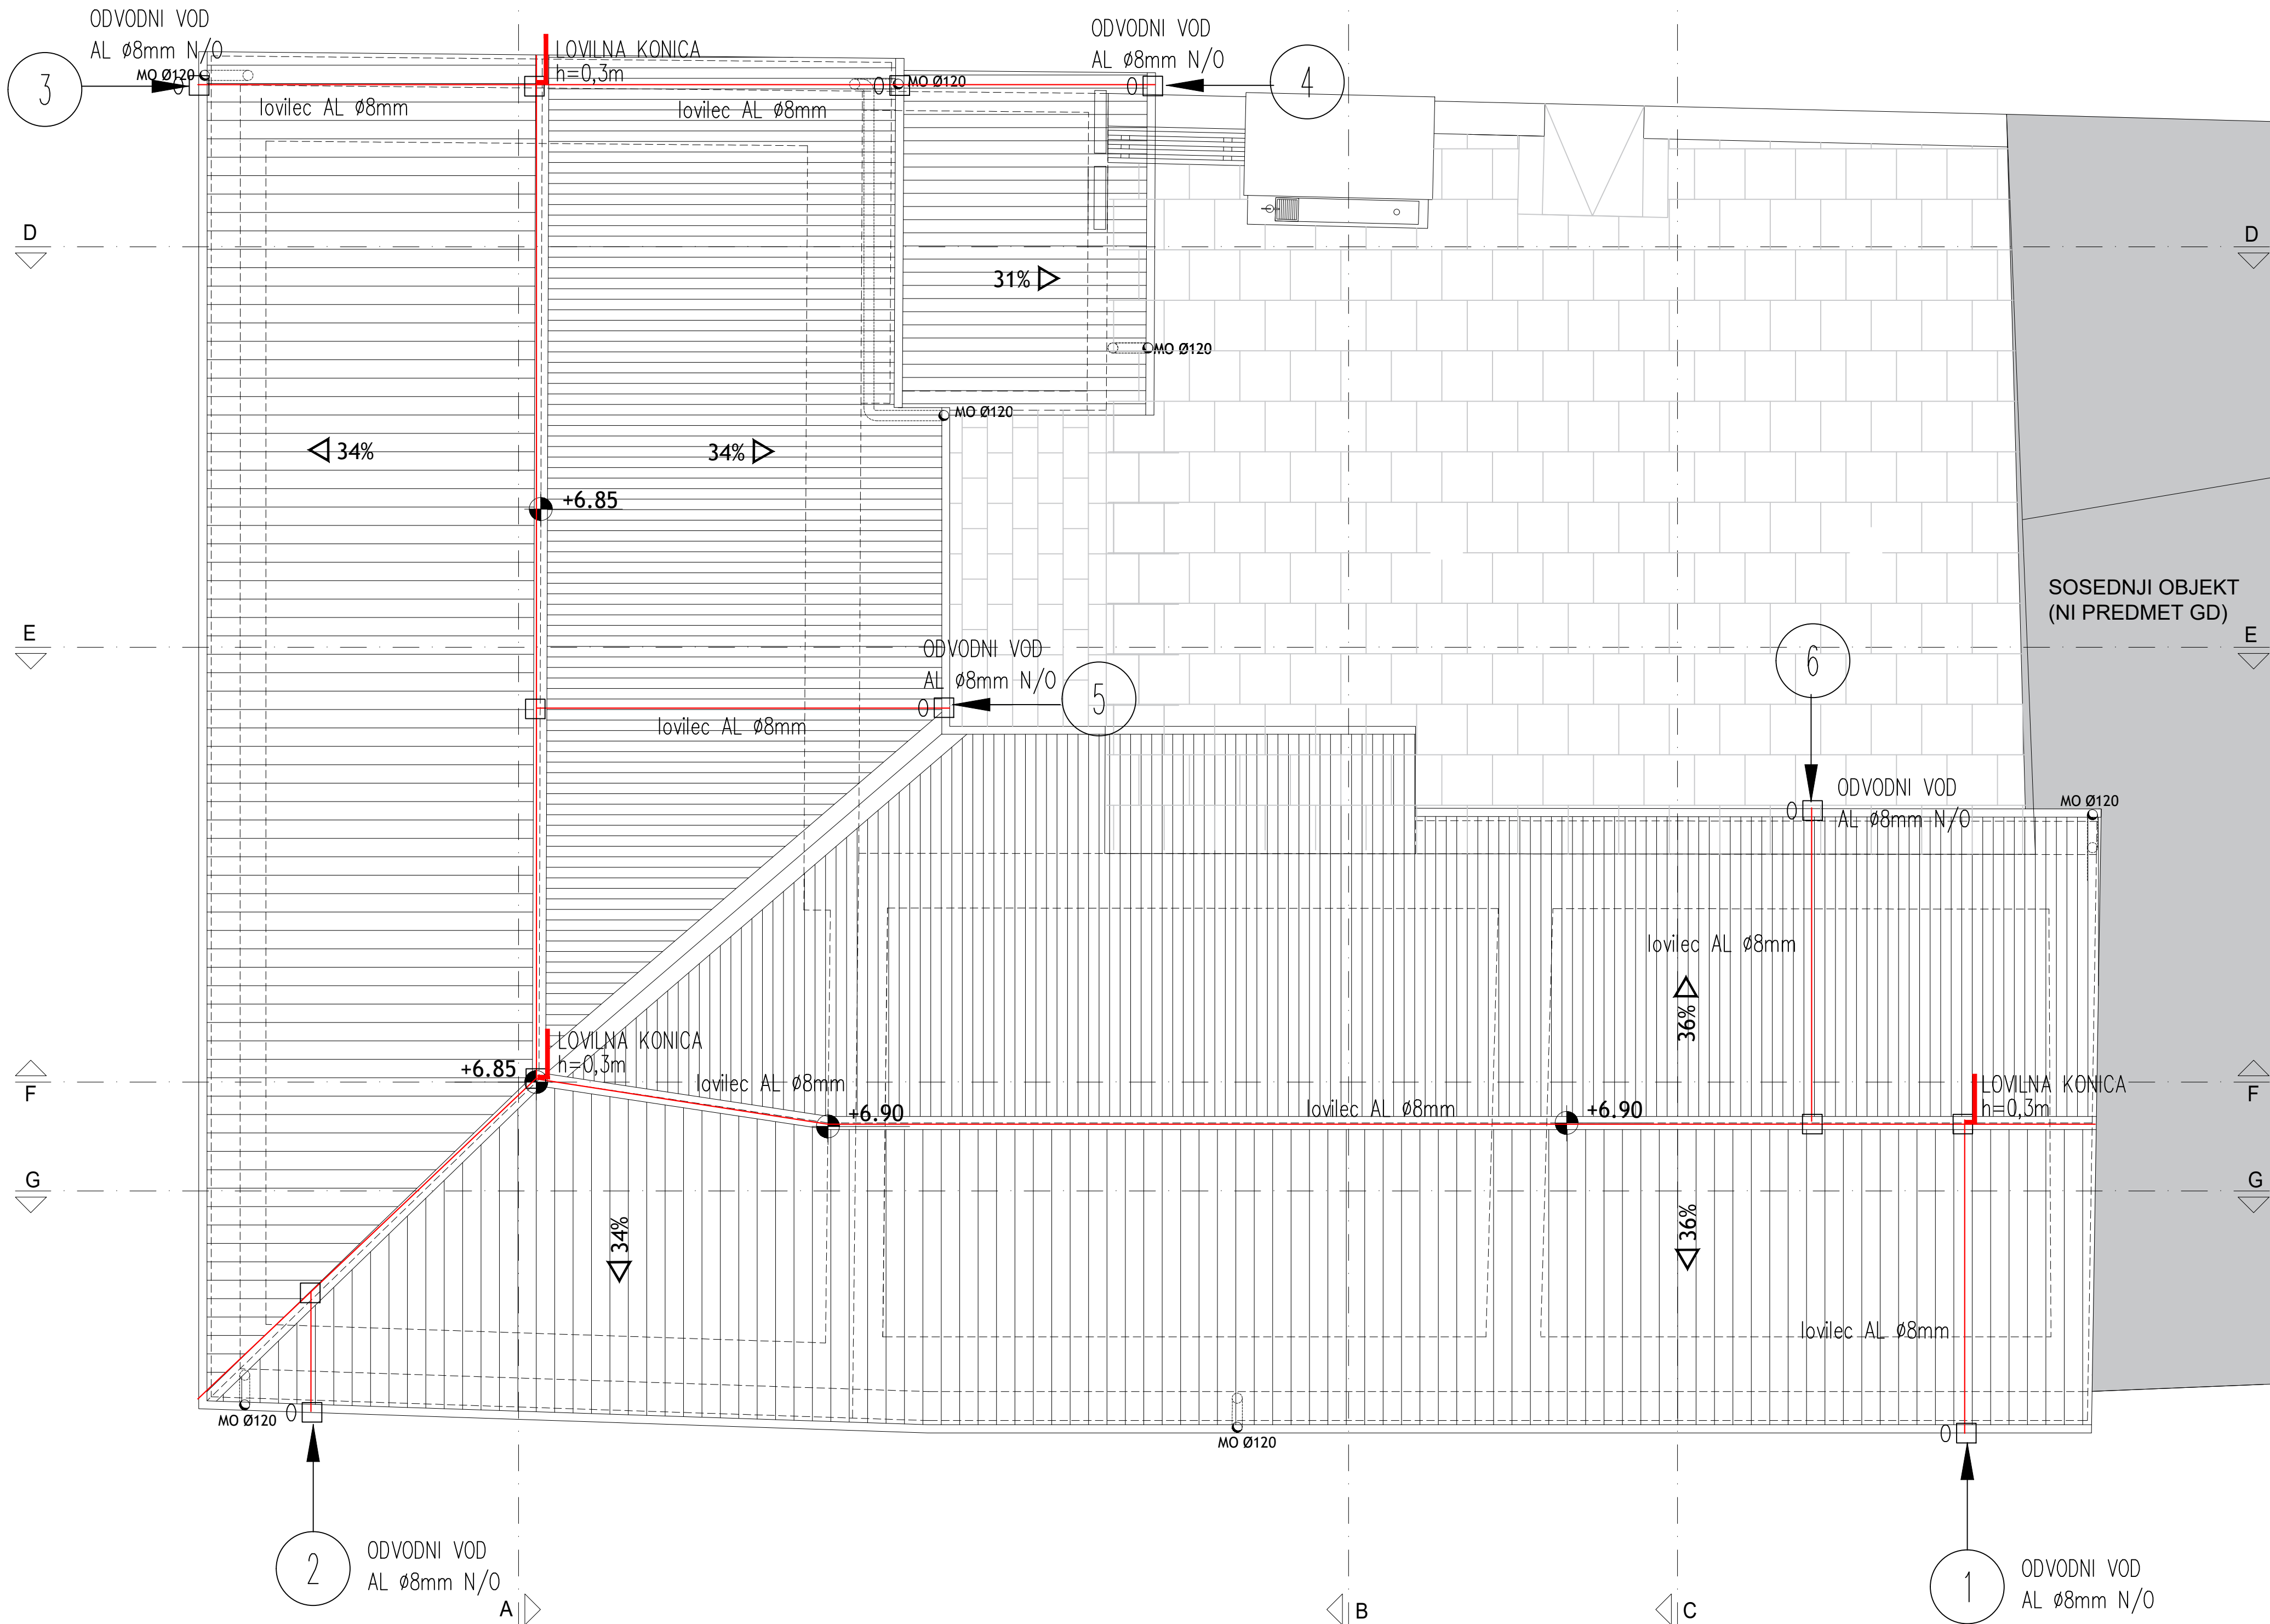 ODVODNI VOD
AL Ø8mm N/O
3
MO Ø120
O
LOVILNA KONICA
h=0,3m
lovilec AL Ø8mm
lovilec AL Ø8mm
O
MO Ø120
ODVODNI VOD
AL Ø8mm N/O
O
4
D
D
31%
MO Ø120
MO Ø120
34%
34%
+6.85
SOSEDNJI OBJEKT
(NI PREDMET GD)
E
E
ODVODNI VOD
AL Ø8mm N/O
O
5
lovilec AL Ø8mm
6
ODVODNI VOD
AL Ø8mm N/O
O
MO Ø120
lovilec AL Ø8mm
36%
LOVILNA KONICA
h=0,3m
+6.85
lovilec AL Ø8mm
+6.90
lovilec AL Ø8mm
+6.90
LOVILNA KONICA
h=0,3m
F
F
G
G
34%
36%
lovilec AL Ø8mm
MO Ø120
O
MO Ø120
O
2
ODVODNI VOD
AL Ø8mm N/O
1
ODVODNI VOD
AL Ø8mm N/O
A
B
C